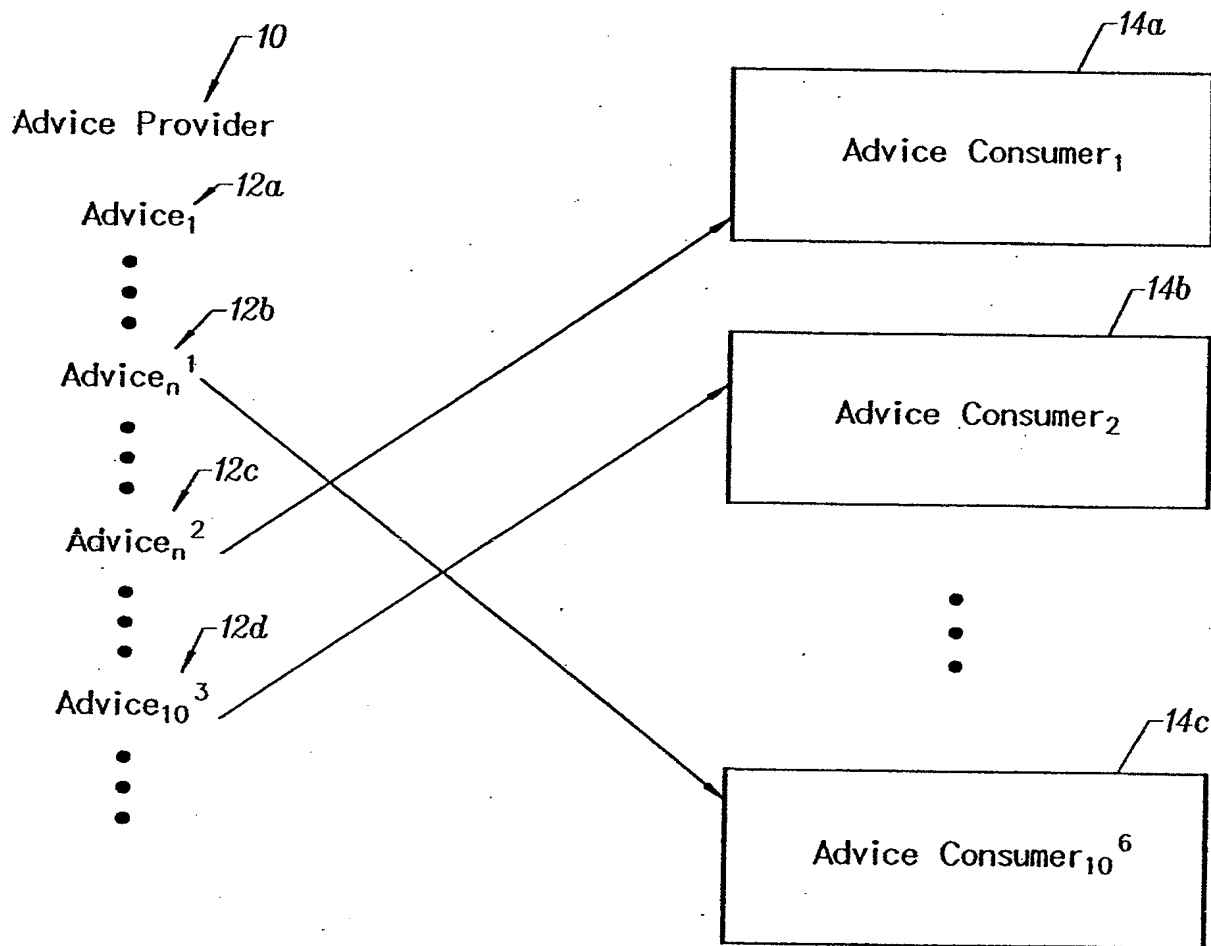 10
Advice Provider
12a
Advice₁
12b
Adviceₙ¹
12c
Adviceₙ²
12d
Advice₁₀³
14a
Advice Consumer₁
14b
Advice Consumer₂
14c
Advice Consumer₁₀⁶